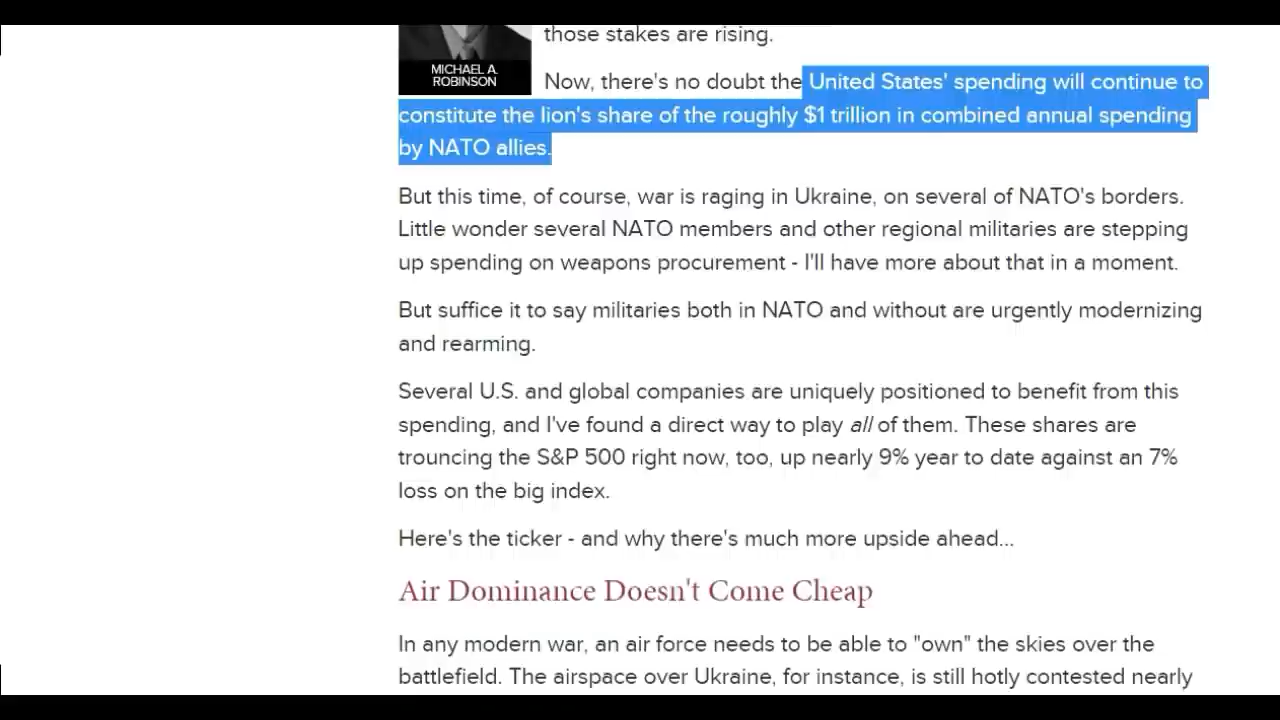 those stakes are rising.
MICHAEL A.
ROBINSON
Now, there's no doubt the United States' spending will continue to
constitute the lion's share of the roughly $1 trillion in combined annual spending
by NATO allies.
But this time, of course, war is raging in Ukraine, on several of NATO's borders.
Little wonder several NATO members and other regional militaries are stepping
up spending on weapons procurement - I'll have more about that in a moment.
But suffice it to say militaries both in NATO and without are urgently modernizing
and rearming.
Several U.S. and global companies are uniquely positioned to benefit from this
spending, and I've found a direct way to play all of them. These shares are
trouncing the S&P 500 right now, too, up nearly 9% year to date against an 7%
loss on the big index.
Here's the ticker - and why there's much more upside ahead...
Air Dominance Doesn't Come Cheap
In any modern war, an air force needs to be able to "own" the skies over the
battlefield. The airspace over Ukraine, for instance, is still hotly contested nearly